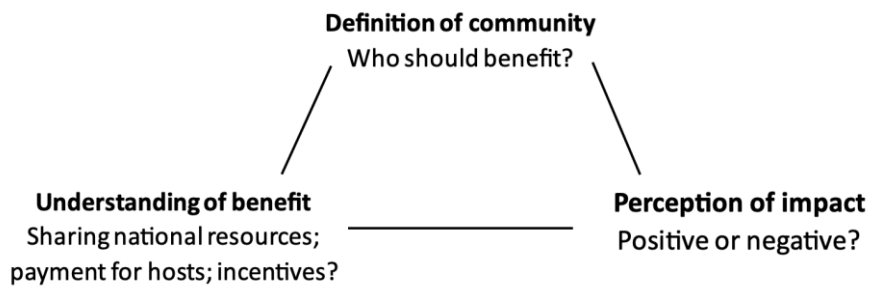 Definition of community
Who should benefit?
Understanding of benefit
Sharing national resources;
payment for hosts; incentives?
Perception of impact
Positive or negative?